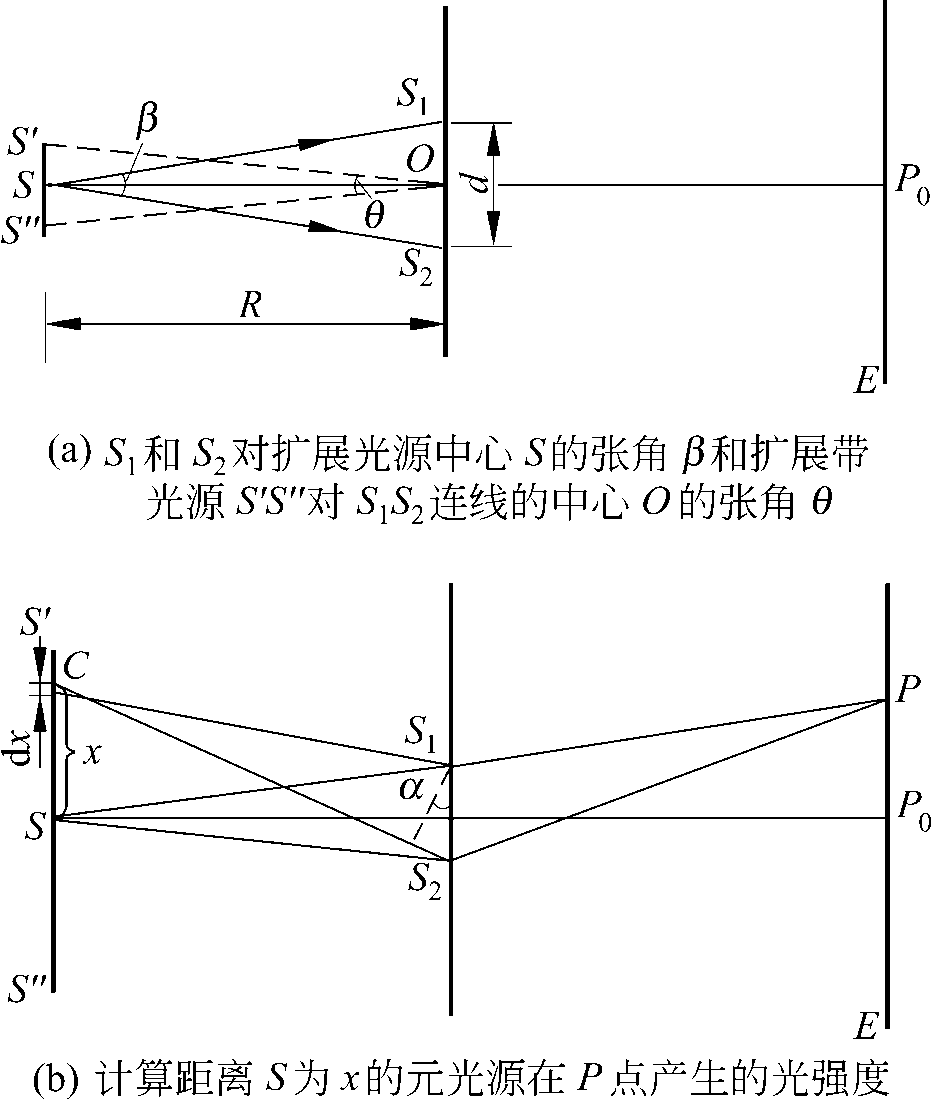 S′
S
S″
β
S₁
O
θ
S₂
d
P₀
R
E
(a) S₁和S₂对扩展光源中心S的张角β和扩展带
光源S′S″对S₁S₂连线的中心O的张角θ
S′
C
dx
x
S
S₁
α
S₂
P
P₀
S″
E
(b) 计算距离S为x的元光源在P点产生的光强度